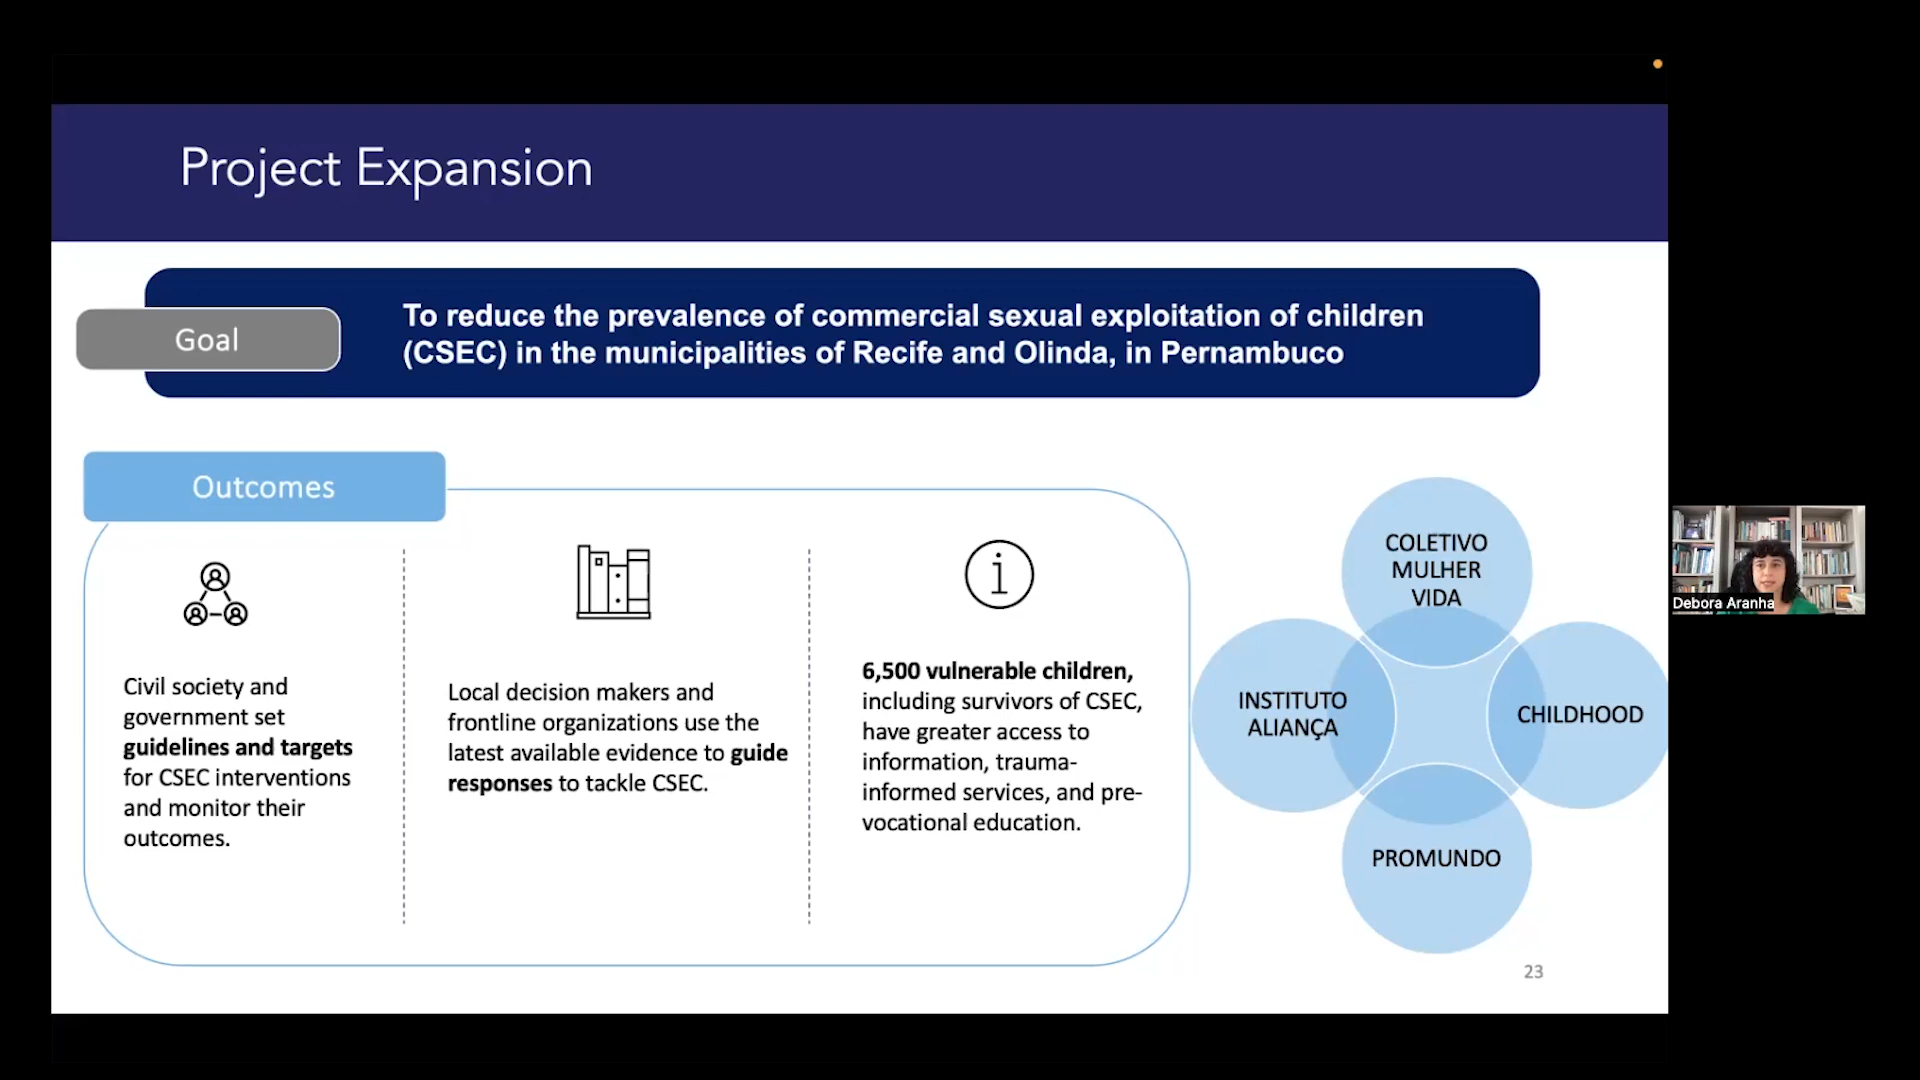 Project Expansion
Goal
To reduce the prevalence of commercial sexual exploitation of children
(CSEC) in the municipalities of Recife and Olinda, in Pernambuco
Outcomes
Civil society and
government set
guidelines and targets
for CSEC interventions
and monitor their
outcomes.
Local decision makers and
frontline organizations use the
latest available evidence to guide
responses to tackle CSEC.
i
6,500 vulnerable children,
including survivors of CSEC,
have greater access to
information, trauma-
informed services, and pre-
vocational education.
COLETIVO
MULHER
VIDA
INSTITUTO
ALIANÇA
CHILDHOOD
PROMUNDO
23
Debora Aranha